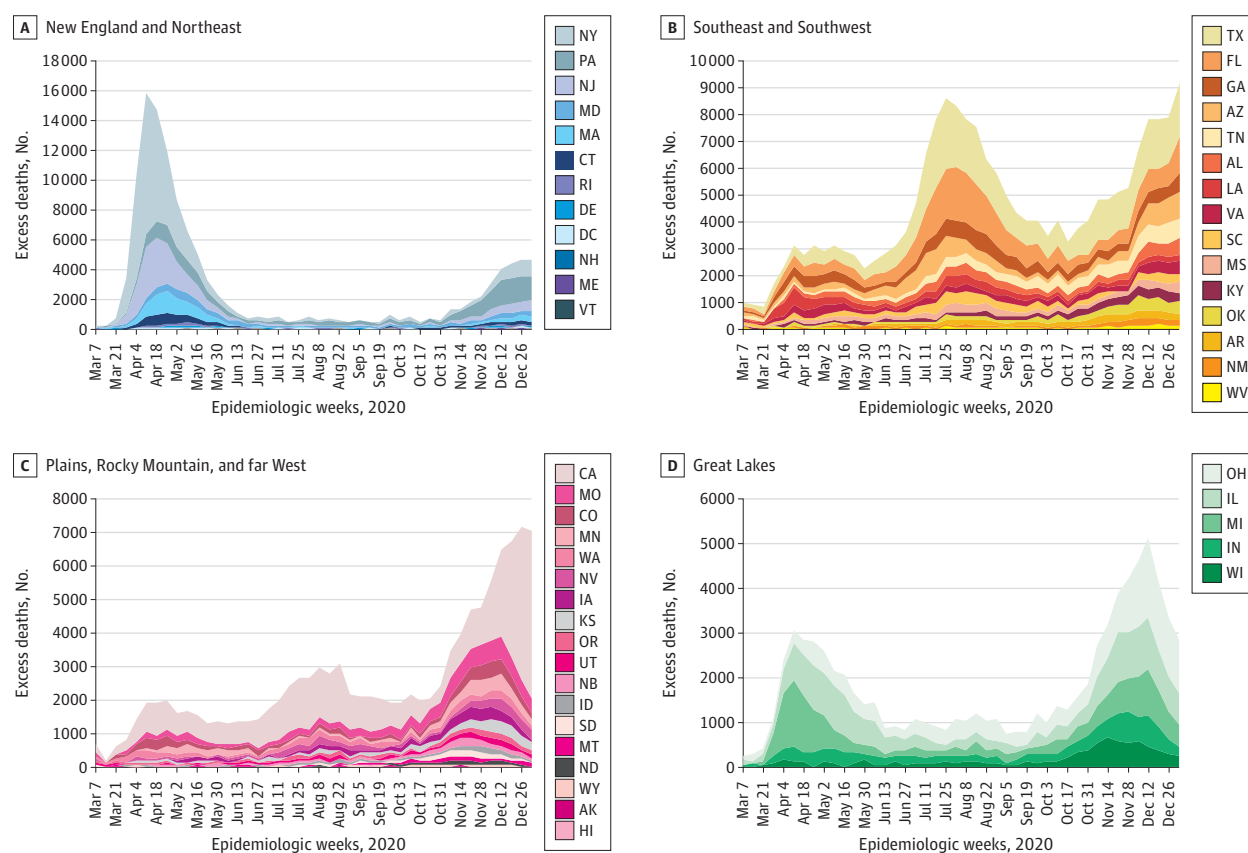 A New England and Northeast
Excess deaths, No.
18 000
16 000
14 000
12 000
10 000
8000
6000
4000
2000
0
Mar 7
Mar 21
Apr 4
Apr 18
May 2
May 16
May 30
Jun 13
Jun 27
Jul 11
Jul 25
Aug 8
Aug 22
Sep 5
Sep 19
Oct 3
Oct 17
Oct 31
Nov 14
Nov 28
Dec 12
Dec 26
Epidemiologic weeks, 2020
NY
PA
NJ
MD
MA
CT
RI
DE
DC
NH
ME
VT
B Southeast and Southwest
Excess deaths, No.
10 000
9000
8000
7000
6000
5000
4000
3000
2000
1000
0
Mar 7
Mar 21
Apr 4
Apr 18
May 2
May 16
May 30
Jun 13
Jun 27
Jul 11
Jul 25
Aug 8
Aug 22
Sep 5
Sep 19
Oct 3
Oct 17
Oct 31
Nov 14
Nov 28
Dec 12
Dec 26
Epidemiologic weeks, 2020
TX
FL
GA
AZ
TN
AL
LA
VA
SC
MS
KY
OK
AR
NM
WV
C Plains, Rocky Mountain, and far West
Excess deaths, No.
8000
7000
6000
5000
4000
3000
2000
1000
0
Mar 7
Mar 21
Apr 4
Apr 18
May 2
May 16
May 30
Jun 13
Jun 27
Jul 11
Jul 25
Aug 8
Aug 22
Sep 5
Sep 19
Oct 3
Oct 17
Oct 31
Nov 14
Nov 28
Dec 12
Dec 26
Epidemiologic weeks, 2020
CA
MO
CO
MN
WA
NV
IA
KS
OR
UT
NB
ID
SD
MT
ND
WY
AK
HI
D Great Lakes
Excess deaths, No.
6000
5000
4000
3000
2000
1000
0
Mar 7
Mar 21
Apr 4
Apr 18
May 2
May 16
May 30
Jun 13
Jun 27
Jul 11
Jul 25
Aug 8
Aug 22
Sep 5
Sep 19
Oct 3
Oct 17
Oct 31
Nov 14
Nov 28
Dec 12
Dec 26
Epidemiologic weeks, 2020
OH
IL
MI
IN
WI